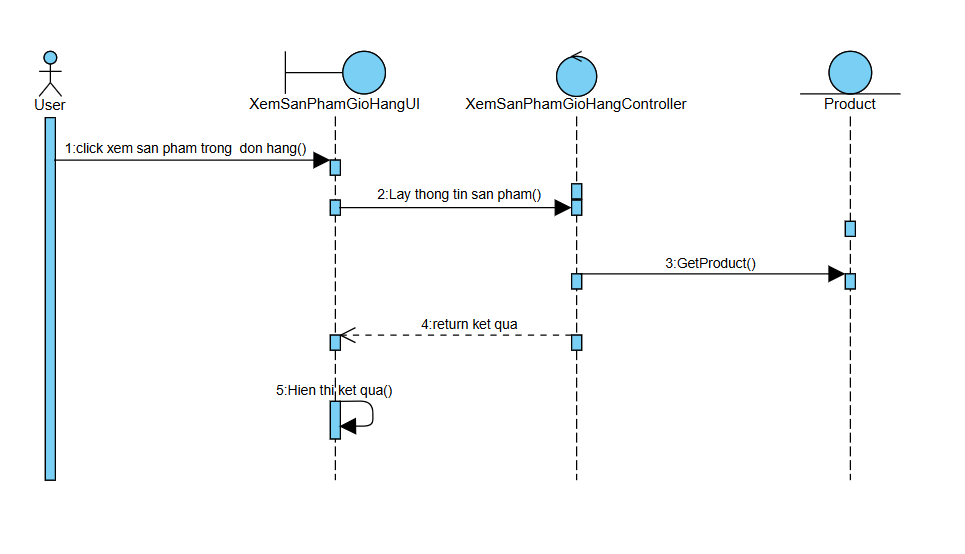 User
XemSanPhamGioHangUI
XemSanPhamGioHangController
Product
1:click xem san pham trong  don hang()
2:Lay thong tin san pham()
3:GetProduct()
4:return ket qua
5:Hien thi ket qua()